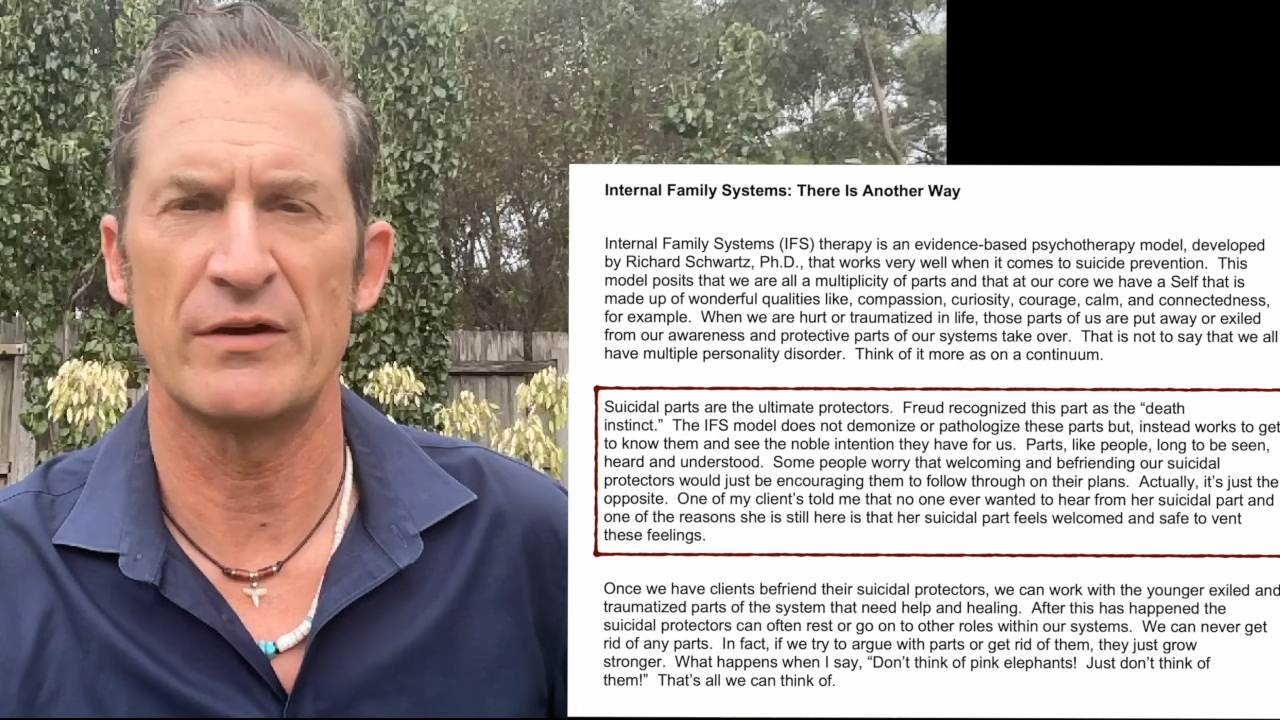 Internal Family Systems: There Is Another Way
Internal Family Systems (IFS) therapy is an evidence-based psychotherapy model, developed
by Richard Schwartz, Ph.D., that works very well when it comes to suicide prevention. This
model posits that we are all a multiplicity of parts and that at our core we have a Self that is
made up of wonderful qualities like, compassion, curiosity, courage, calm, and connectedness,
for example. When we are hurt or traumatized in life, those parts of us are put away or exiled
from our awareness and protective parts of our systems take over. That is not to say that we all
have multiple personality disorder. Think of it more as on a continuum.
Suicidal parts are the ultimate protectors. Freud recognized this part as the “death
instinct.” The IFS model does not demonize or pathologize these parts but, instead works to get
to know them and see the noble intention they have for us. Parts, like people, long to be seen,
heard and understood. Some people worry that welcoming and befriending our suicidal
protectors would just be encouraging them to follow through on their plans. Actually, it’s just the
opposite. One of my client’s told me that no one ever wanted to hear from her suicidal part and
one of the reasons she is still here is that her suicidal part feels welcomed and safe to vent
these feelings.
Once we have clients befriend their suicidal protectors, we can work with the younger exiled and
traumatized parts of the system that need help and healing. After this has happened the
suicidal protectors can often rest or go on to other roles within our systems. We can never get
rid of any parts. In fact, if we try to argue with parts or get rid of them, they just grow
stronger. What happens when I say, “Don’t think of pink elephants! Just don’t think of
them!” That’s all we can think of.